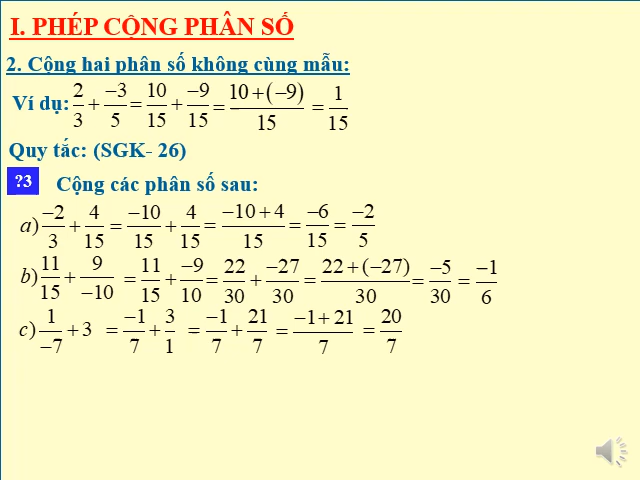 I. PHÉP CỘNG PHÂN SỐ
2. Cộng hai phân số không cùng mẫu:
Ví dụ: 2/3 + −3/5 = 10/15 + −9/15 = 10+(−9)/15 = 1/15
Quy tắc: (SGK- 26)
?3 Cộng các phân số sau:
a) −2/3 + 4/15 = −10/15 + 4/15 = −10+4/15 = −6/15 = −2/5
b) 11/15 + 9/−10 = 11/15 + −9/10 = 22/30 + −27/30 = 22+(−27)/30 = −5/30 = −1/6
c) 1/−7 + 3 = −1/7 + 3/1 = −1/7 + 21/7 = −1+21/7 = 20/7